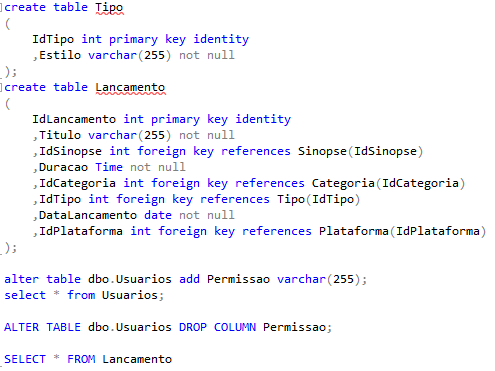 create table Tipo
(
IdTipo int primary key identity
,Estilo varchar(255) not null
);
create table Lancamento
(
IdLancamento int primary key identity
,Titulo varchar(255) not null
,IdSinopse int foreign key references Sinopse(IdSinopse)
,Duracao Time not null
,IdCategoria int foreign key references Categoria(IdCategoria)
,IdTipo int foreign key references Tipo(IdTipo)
,DataLancamento date not null
,IdPlataforma int foreign key references Plataforma(IdPlataforma)
);
alter table dbo.Usuarios add Permissao varchar(255);
select * from Usuarios;
ALTER TABLE dbo.Usuarios DROP COLUMN Permissao;
SELECT * FROM Lancamento